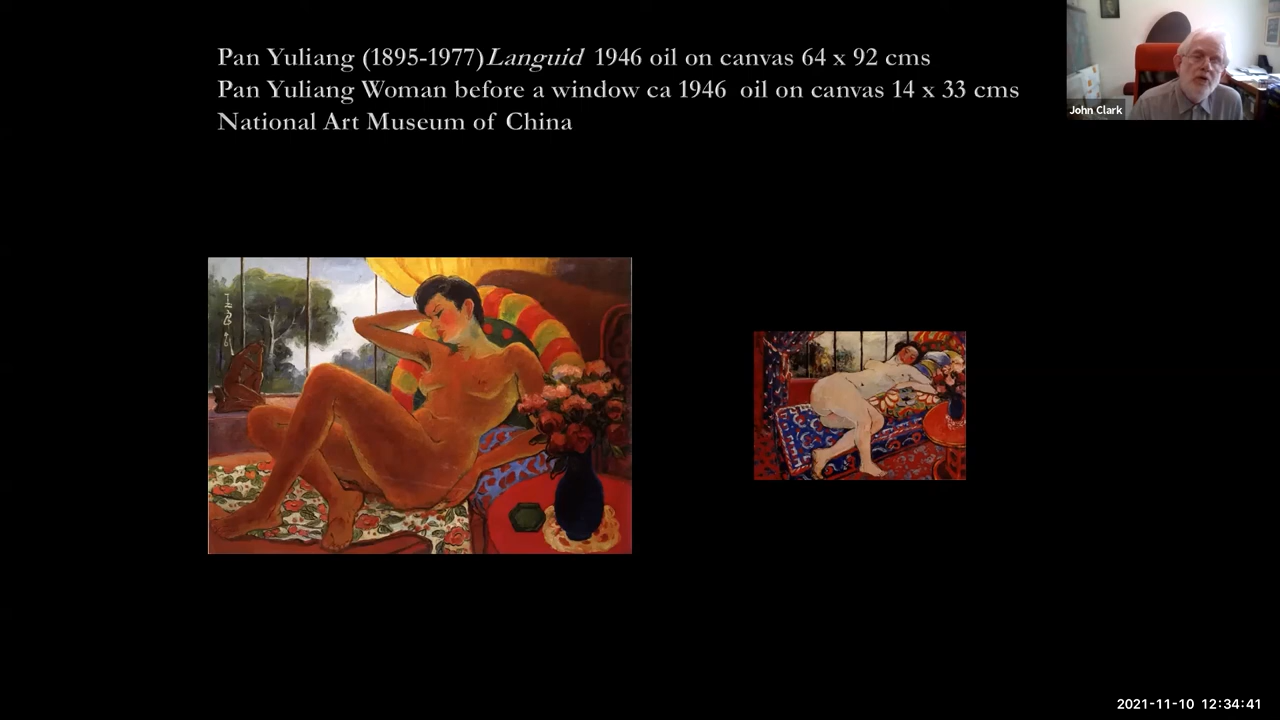 Pan Yuliang (1895-1977) Languid 1946 oil on canvas 64 x 92 cms
Pan Yuliang Woman before a window ca 1946 oil on canvas 14 x 33 cms
National Art Museum of China
John Clark
2021-11-10 12:34:41